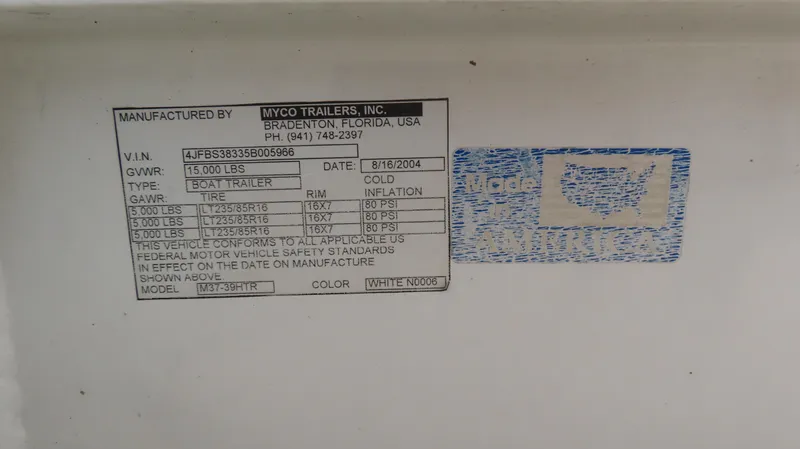 MANUFACTURED BY MYCO TRAILERS, INC.
BRADENTON, FLORIDA, USA
PH. (941) 748-2397
V.I.N. 4JFBS38335B005966
GVWR: 15,000 LBS DATE: 8/16/2004
TYPE: BOAT TRAILER COLD
GAWR: TIRE RIM INFLATION
5,000 LBS LT235/85R16 16X7 80 PSI
5,000 LBS LT235/85R16 16X7 80 PSI
5,000 LBS LT235/85R16 16X7 80 PSI
THIS VEHICLE CONFORMS TO ALL APPLICABLE US
FEDERAL MOTOR VEHICLE SAFETY STANDARDS
IN EFFECT ON THE DATE ON MANUFACTURE
SHOWN ABOVE.
MODEL M37-39HTR COLOR WHITE N0006
Made
in
AMERICA